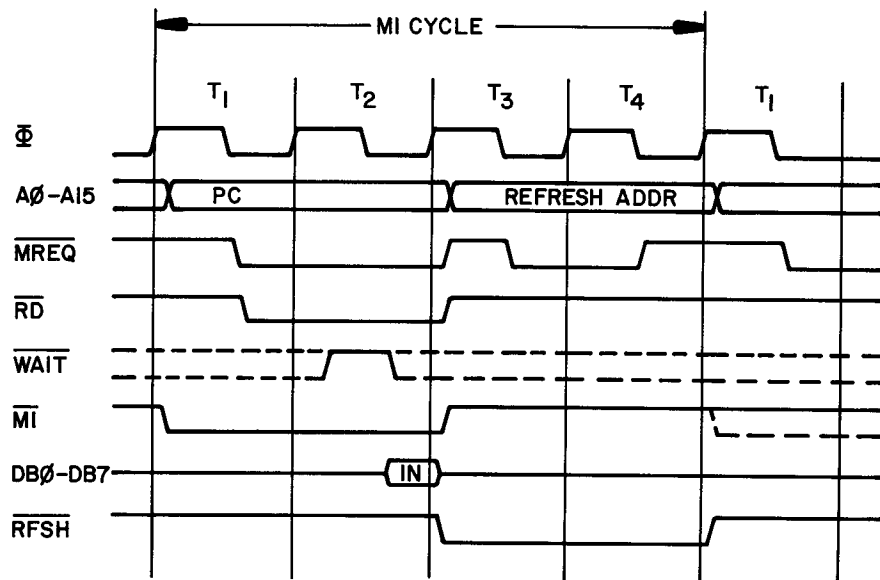 MI CYCLE
T1 T2 T3 T4 T1
Φ
AØ-AI5 PC REFRESH ADDR
MREQ
RD
WAIT
MI
DBØ-DB7 IN
RFSH